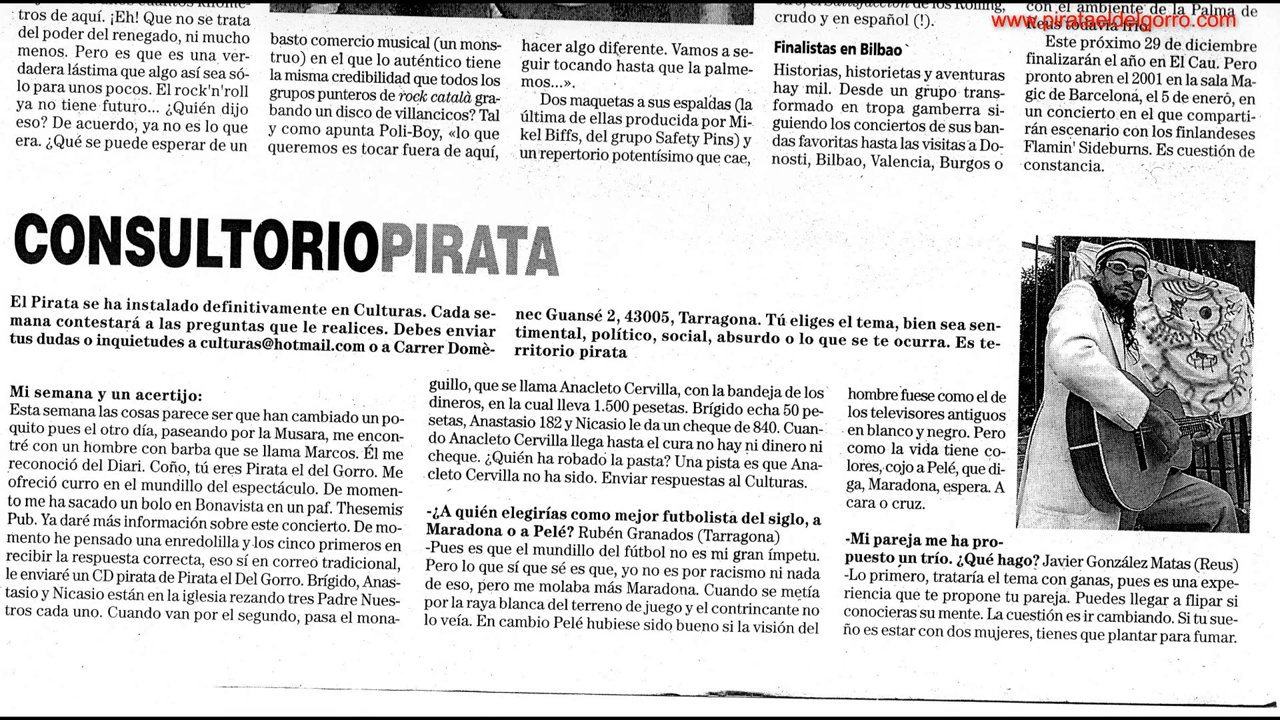 www.pirataeldelgorro.com
tros de aquí. ¡Eh! Que no se trata
del poder del renegado, ni mucho
menos. Pero es que es una ver-
dadera lástima que algo así sea só-
lo para unos pocos. El rock'n'roll
ya no tiene futuro... ¿Quién dijo
eso? De acuerdo, ya no es lo que
era. ¿Qué se puede esperar de un
basto comercio musical (un mons-
truo) en el que lo auténtico tiene
la misma credibilidad que todos los
grupos punteros de rock català gra-
bando un disco de villancicos? Tal
y como apunta Poli-Boy, «lo que
queremos es tocar fuera de aquí,
hacer algo diferente. Vamos a se-
guir tocando hasta que la palme-
mos...».
Dos maquetas a sus espaldas (la
última de ellas producida por Mi-
kel Biffs, del grupo Safety Pins) y
un repertorio potentísimo que cae,
de los Rolling,
crudo y en español (!).
Finalistas en Bilbao
Historias, historietas y aventuras
hay mil. Desde un grupo trans-
formado en tropa gamberra si-
guiendo los conciertos de sus ban-
das favoritas hasta las visitas a Do-
nosti, Bilbao, Valencia, Burgos o
con el ambiente de la Palma de
Reus todavía frío.
Este próximo 29 de diciembre
finalizarán el año en El Cau. Pero
pronto abren el 2001 en la sala Ma-
gic de Barcelona, el 5 de enero, en
un concierto en el que comparti-
rán escenario con los finlandeses
Flamin' Sideburns. Es cuestión de
constancia.
CONSULTORIOPIRATA
El Pirata se ha instalado definitivamente en Culturas. Cada se-
mana contestará a las preguntas que le realices. Debes enviar
tus dudas o inquietudes a culturas@hotmail.com o a Carrer Domè-
nec Guansé 2, 43005, Tarragona. Tú eliges el tema, bien sea sen-
timental, político, social, absurdo o lo que se te ocurra. Es te-
rritorio pirata
Mi semana y un acertijo:
Esta semana las cosas parece ser que han cambiado un po-
quito pues el otro día, paseando por la Musara, me encon-
tré con un hombre con barba que se llama Marcos. Él me
reconoció del Diari. Coño, tú eres Pirata el del Gorro. Me
ofreció curro en el mundillo del espectáculo. De momen-
to me ha sacado un bolo en Bonavista en un paf. Thesemis
Pub. Ya daré más información sobre este concierto. De mo-
mento he pensado una enredolilla y los cinco primeros en
recibir la respuesta correcta, eso sí en correo tradicional,
le enviaré un CD pirata de Pirata el Del Gorro. Brígido, Anas-
tasio y Nicasio están en la iglesia rezando tres Padre Nues-
tros cada uno. Cuando van por el segundo, pasa el mona-
guillo, que se llama Anacleto Cervilla, con la bandeja de los
dineros, en la cual lleva 1.500 pesetas. Brígido echa 50 pe-
setas, Anastasio 182 y Nicasio le da un cheque de 840. Cuan-
do Anacleto Cervilla llega hasta el cura no hay ni dinero ni
cheque. ¿Quién ha robado la pasta? Una pista es que Ana-
cleto Cervilla no ha sido. Enviar respuestas al Culturas.
-¿A quién elegirías como mejor futbolista del siglo, a
Maradona o a Pelé? Rubén Granados (Tarragona)
-Pues es que el mundillo del fútbol no es mi gran ímpetu.
Pero lo que sí que sé es que, yo no es por racismo ni nada
de eso, pero me molaba más Maradona. Cuando se metía
por la raya blanca del terreno de juego y el contrincante no
lo veía. En cambio Pelé hubiese sido bueno si la visión del
hombre fuese como el de
los televisores antiguos
en blanco y negro. Pero
como la vida tiene co-
lores, cojo a Pelé, que di-
ga, Maradona, espera. A
cara o cruz.
-Mi pareja me ha pro-
puesto un trío. ¿Qué hago? Javier González Matas (Reus)
-Lo primero, trataría el tema con ganas, pues es una expe-
riencia que te propone tu pareja. Puedes llegar a flipar si
conocieras su mente. La cuestión es ir cambiando. Si tu sue-
ño es estar con dos mujeres, tienes que plantar para fumar.